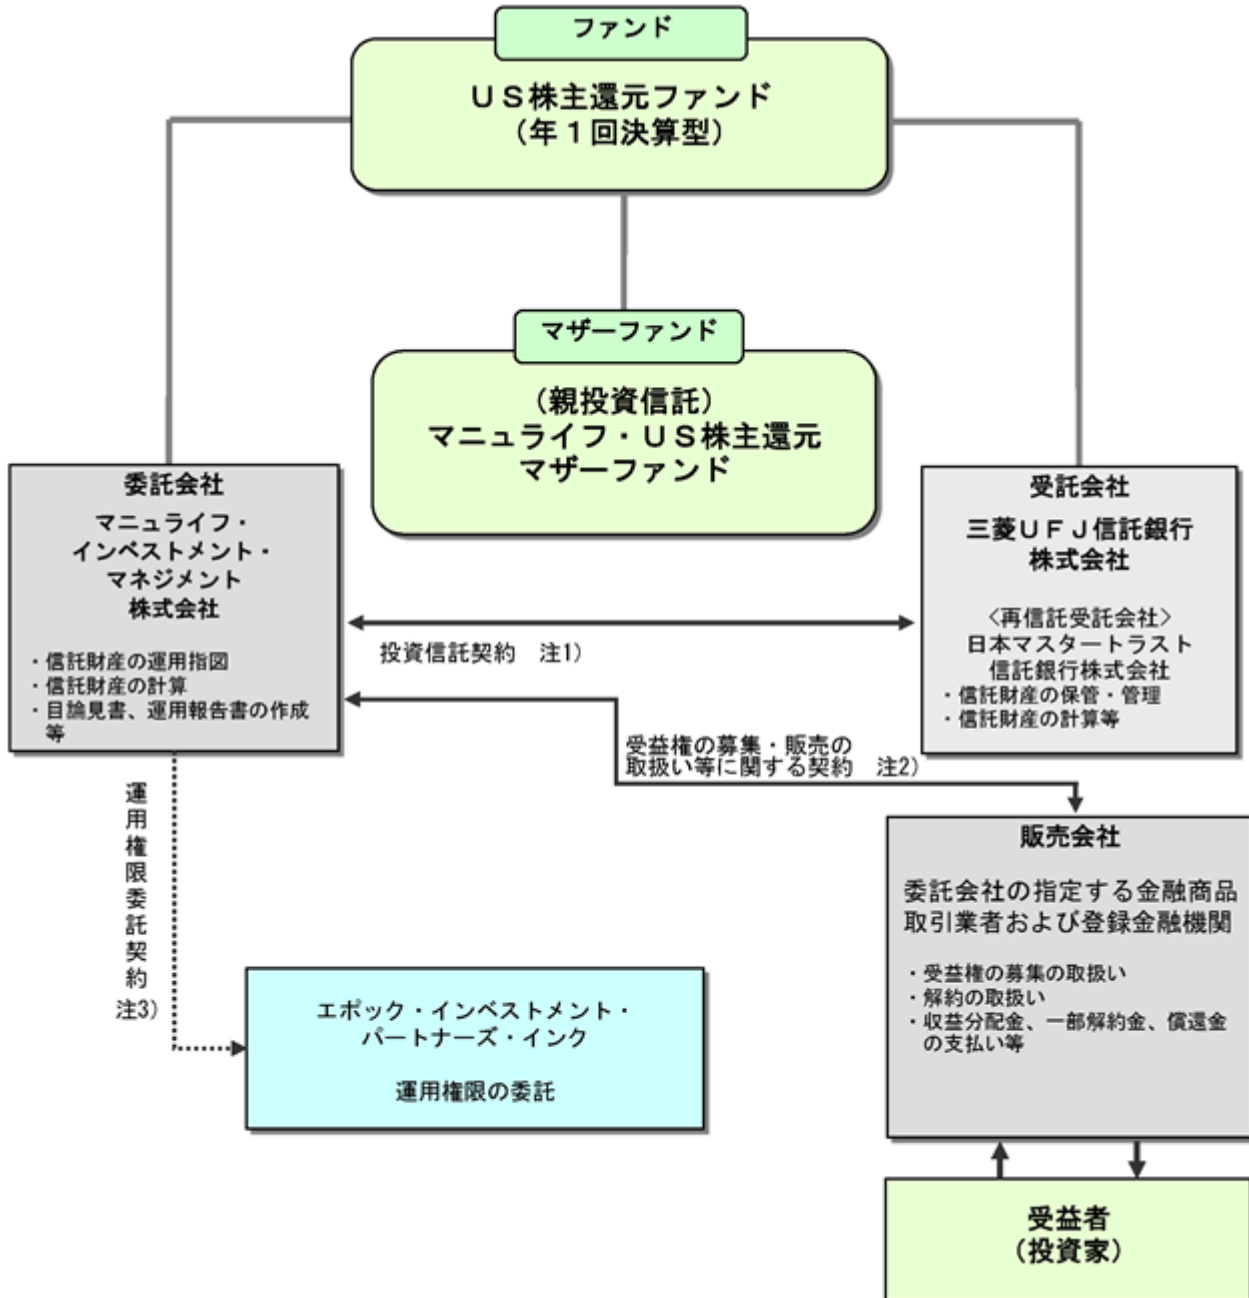 ファンド
ＵＳ株主還元ファンド
（年１回決算型）
マザーファンド
（親投資信託）
マニュライフ・ＵＳ株主還元
マザーファンド
委託会社
マニュライフ・
インベストメント・
マネジメント
株式会社
・信託財産の運用指図
・信託財産の計算
・目論見書、運用報告書の作成
等
受託会社
三菱ＵＦＪ信託銀行
株式会社
〈再信託受託会社〉
日本マスタートラスト
信託銀行株式会社
・信託財産の保管・管理
・信託財産の計算等
投資信託契約　注1）
受益権の募集・販売の
取扱い等に関する契約　注2）
運用権限委託契約
注3）
エポック・インベストメント・
パートナーズ・インク
運用権限の委託
販売会社
委託会社の指定する金融商品
取引業者および登録金融機関
・受益権の募集の取扱い
・解約の取扱い
・収益分配金、一部解約金、償還金
の支払い等
受益者
（投資家）